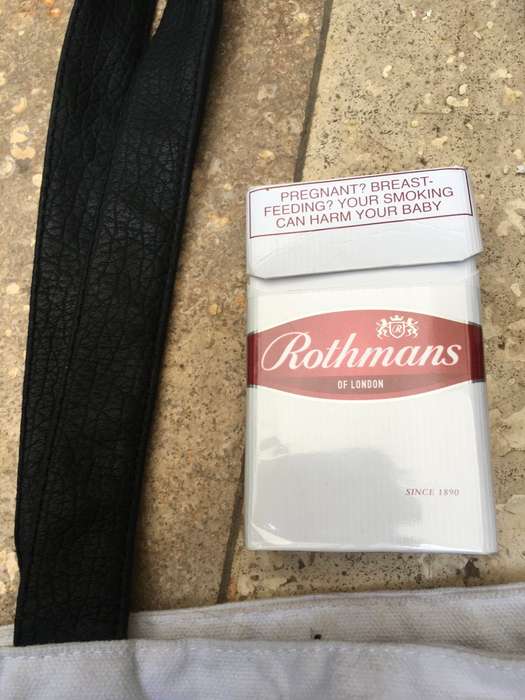 PREGNANT? BREAST-
FEEDING? YOUR SMOKING
CAN HARM YOUR BABY
R
Rothmans
OF LONDON
SINCE 1890